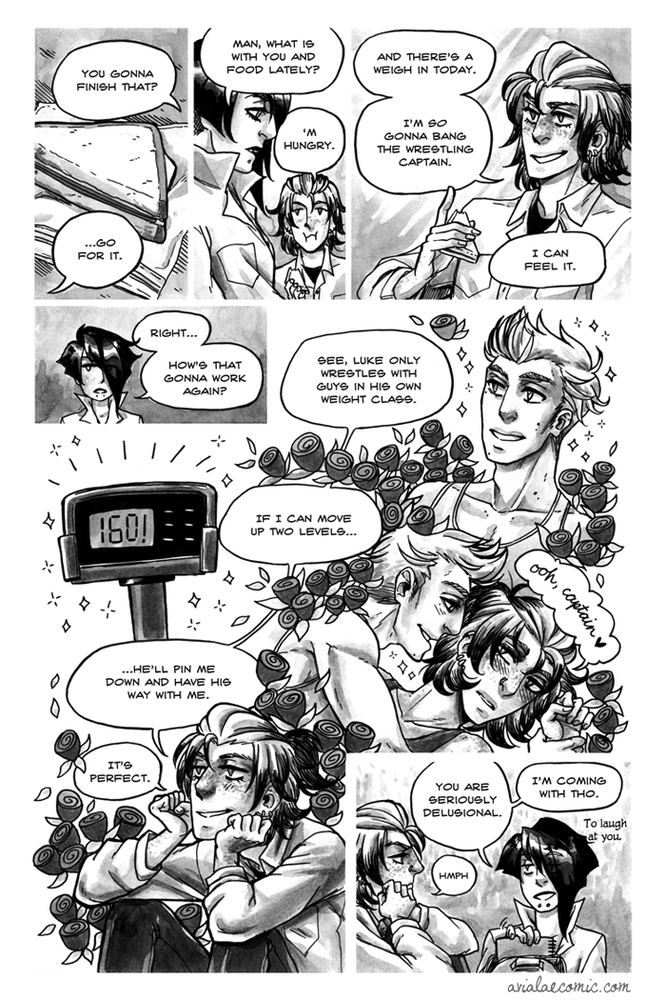 YOU GONNA
FINISH THAT?
...GO
FOR IT.
MAN, WHAT IS
WITH YOU AND
FOOD LATELY?
'M
HUNGRY.
AND THERE'S A
WEIGH IN TODAY.
I'M SO
GONNA BANG
THE WRESTLING
CAPTAIN.
I CAN
FEEL IT.
RIGHT...
HOW'S THAT
GONNA WORK
AGAIN?
SEE, LUKE ONLY
WRESTLES WITH
GUYS IN HIS OWN
WEIGHT CLASS.
160!
IF I CAN MOVE
UP TWO LEVELS...
ooh, captain
...HE'LL PIN ME
DOWN AND HAVE HIS
WAY WITH ME.
IT'S
PERFECT.
YOU ARE
SERIOUSLY
DELUSIONAL.
I'M COMING
WITH THO.
To laugh
at you.
HMPH
avialaecomic.com